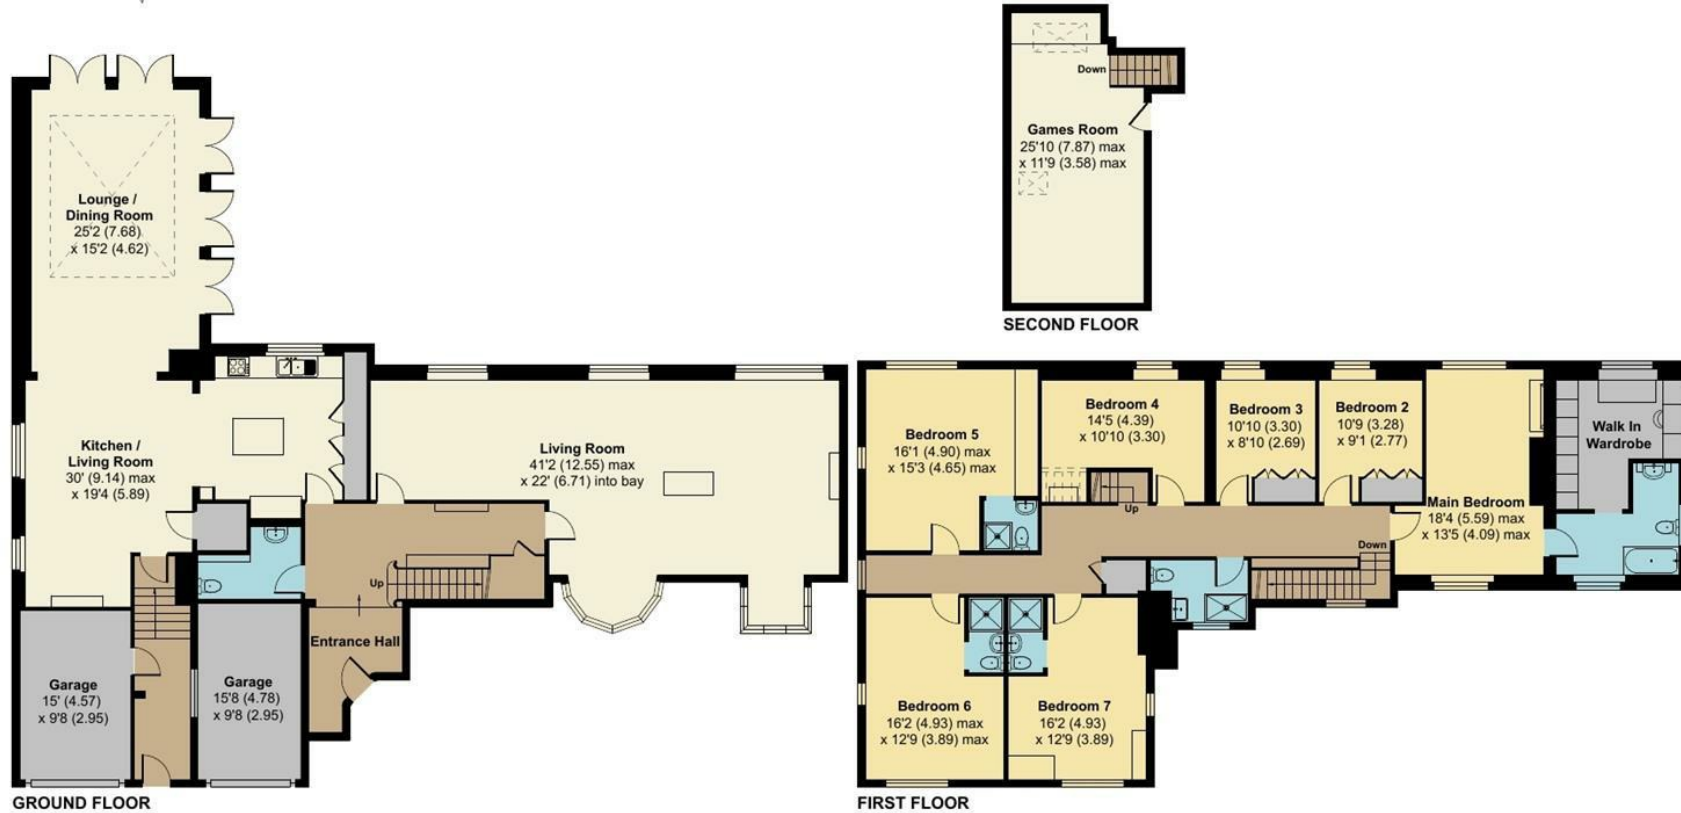 Lounge /
Dining Room
25'2 (7.68)
x 15'2 (4.62)
Kitchen /
Living Room
30' (9.14) max
x 19'4 (5.89)
Living Room
41'2 (12.55) max
x 22' (6.71) into bay
Up
Entrance Hall
Garage
15' (4.57)
x 9'8 (2.95)
Garage
15'8 (4.78)
x 9'8 (2.95)
GROUND FLOOR
Down
Games Room
25'10 (7.87) max
x 11'9 (3.58) max
SECOND FLOOR
Bedroom 5
16'1 (4.90) max
x 15'3 (4.65) max
Bedroom 4
14'5 (4.39)
x 10'10 (3.30)
Up
Bedroom 3
10'10 (3.30)
x 8'10 (2.69)
Bedroom 2
10'9 (3.28)
x 9'1 (2.77)
Main Bedroom
18'4 (5.59) max
x 13'5 (4.09) max
Walk In
Wardrobe
Down
Bedroom 6
16'2 (4.93) max
x 12'9 (3.89) max
Bedroom 7
16'2 (4.93)
x 12'9 (3.89)
FIRST FLOOR